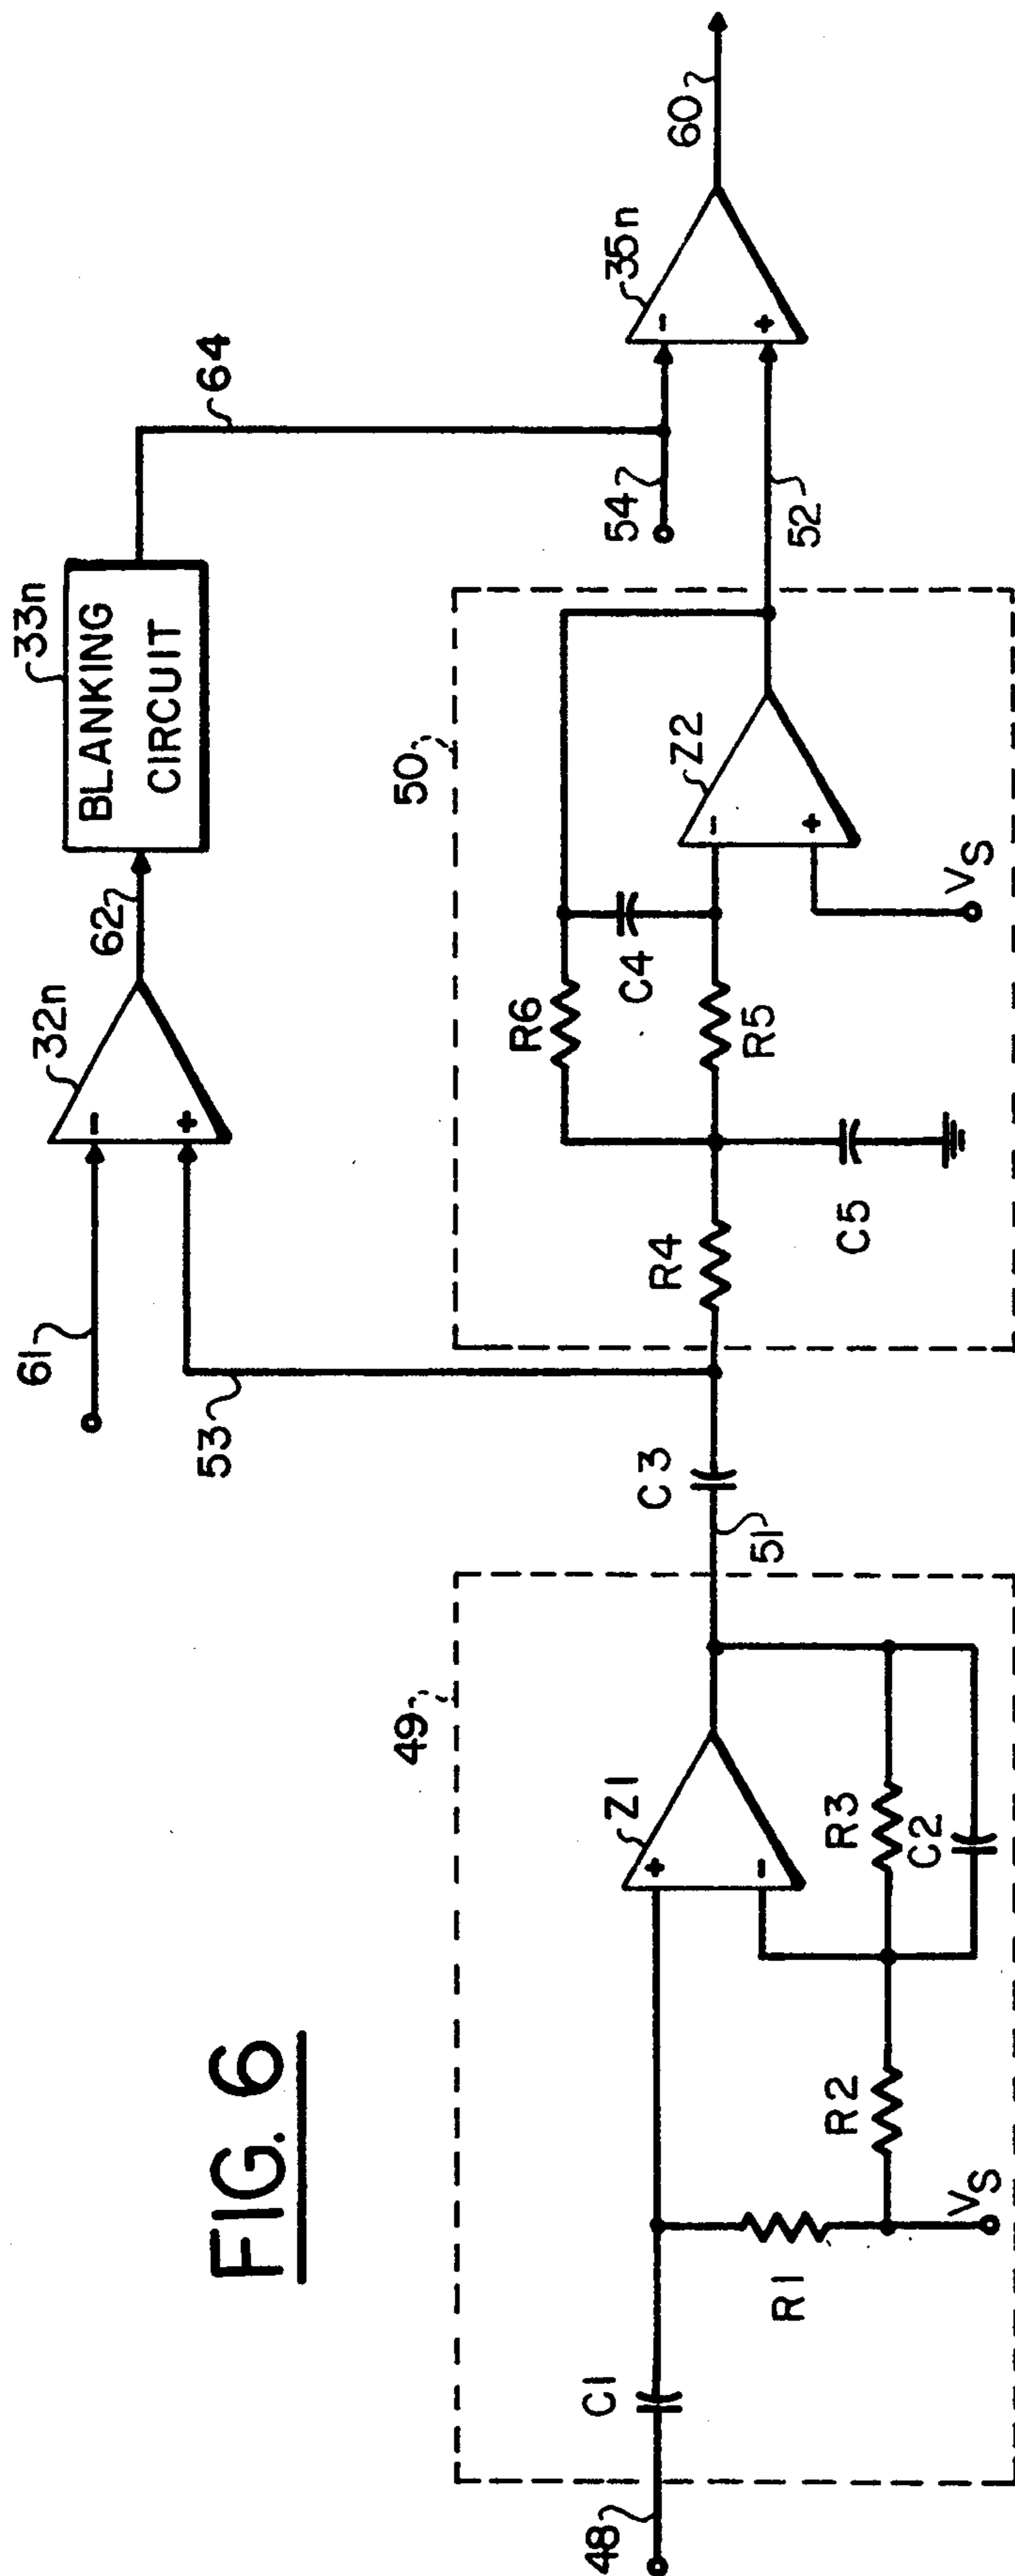 FIG. 6
48
C1
R1
VS
R2
R3
C2
Z1
+
-
49
51
C3
53
61
32n
-
+
62
33n
BLANKING
CIRCUIT
64
50
R4
C5
R5
R6
C4
Z2
-
+
VS
52
54
35n
-
+
60